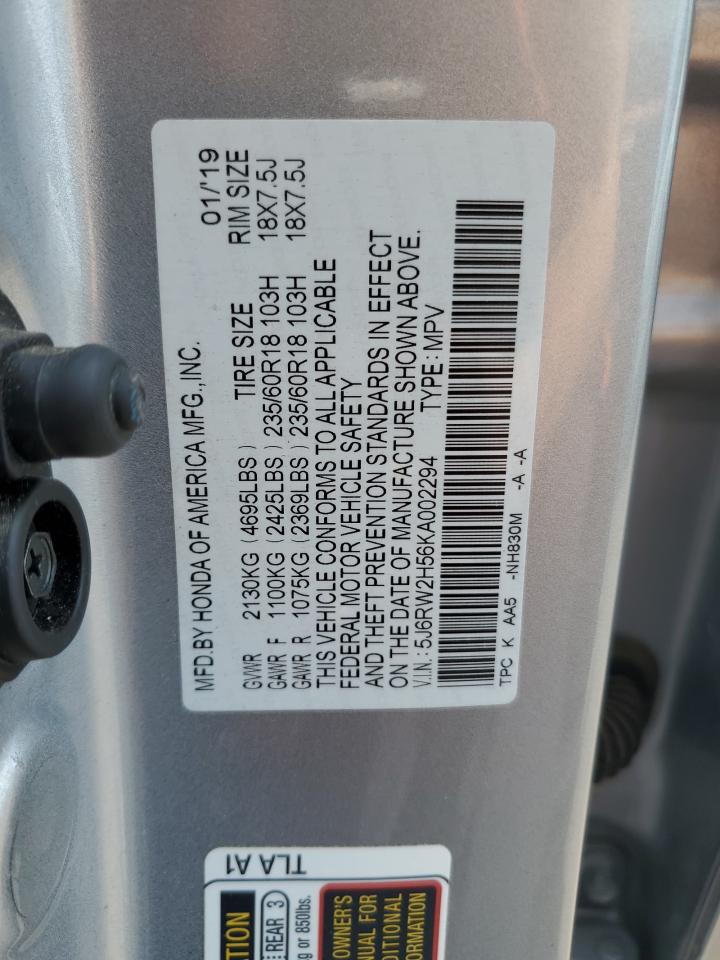 MFD.BY HONDA OF AMERICA MFG.,INC. 01/'19
GVWR 2130KG (4695LBS) TIRE SIZE RIM SIZE
GAWR F 1100KG (2425LBS) 235/60R18 103H 18X7.5J
GAWR R 1075KG (2369LBS) 235/60R18 103H 18X7.5J
THIS VEHICLE CONFORMS TO ALL APPLICABLE
FEDERAL MOTOR VEHICLE SAFETY
AND THEFT PREVENTION STANDARDS IN EFFECT
ON THE DATE OF MANUFACTURE SHOWN ABOVE.
V.I.N.: 5J6RW2H56KA002294 TYPE: MPV
TPC K AA5 -NH830M -A -A
TLA A1
REAR 3
or 850lbs.
OWNER'S
FOR